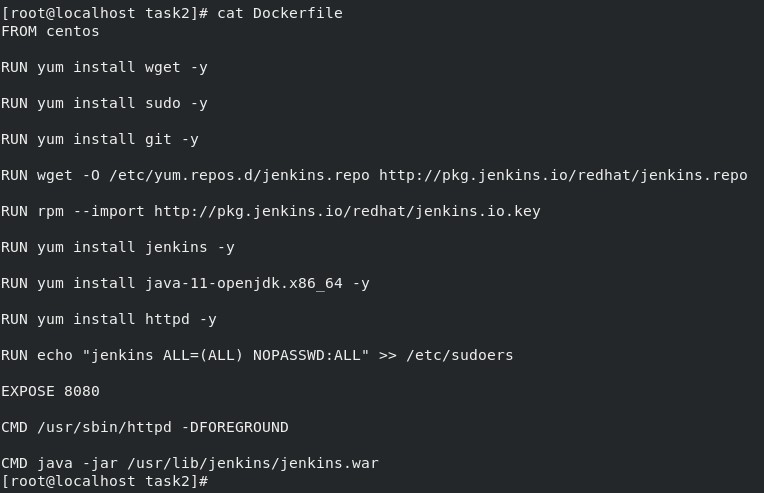 [root@localhost task2]# cat Dockerfile
FROM centos
RUN yum install wget -y
RUN yum install sudo -y
RUN yum install git -y
RUN wget -O /etc/yum.repos.d/jenkins.repo http://pkg.jenkins.io/redhat/jenkins.repo
RUN rpm --import http://pkg.jenkins.io/redhat/jenkins.io.key
RUN yum install jenkins -y
RUN yum install java-11-openjdk.x86_64 -y
RUN yum install httpd -y
RUN echo "jenkins ALL=(ALL) NOPASSWD:ALL" >> /etc/sudoers
EXPOSE 8080
CMD /usr/sbin/httpd -DFOREGROUND
CMD java -jar /usr/lib/jenkins/jenkins.war
[root@localhost task2]#